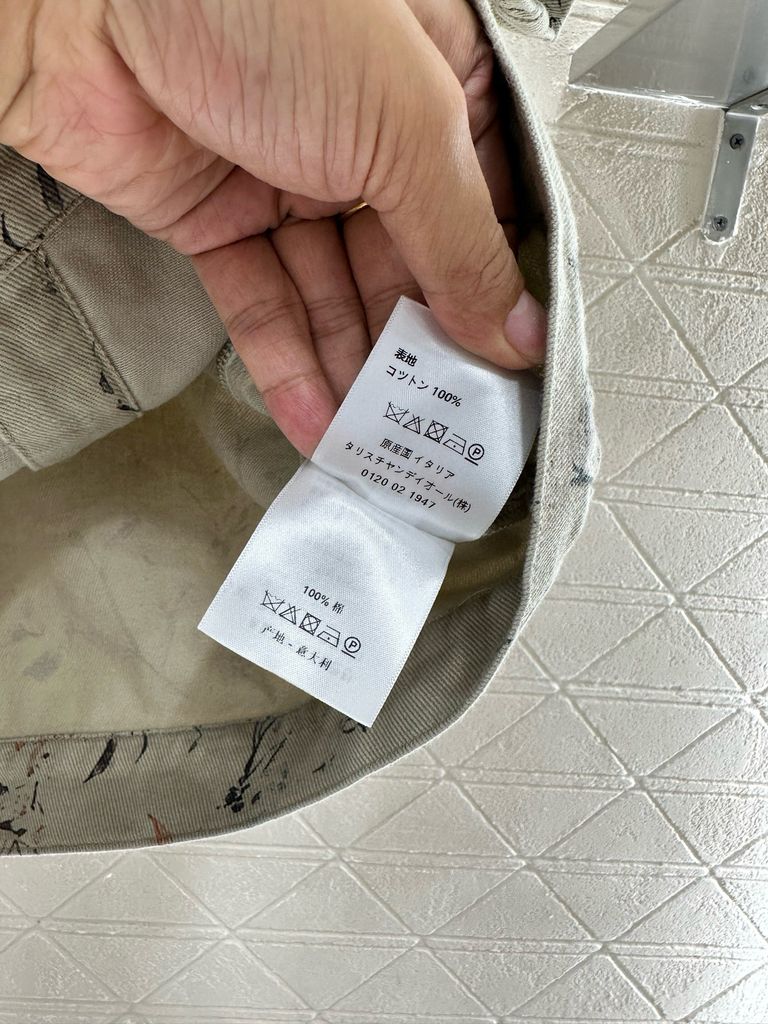 表地
コットン 100%
原産国 イタリア
タリスチャンディオール(株)
0120 02 1947
100% 棉
产地 - 意大利